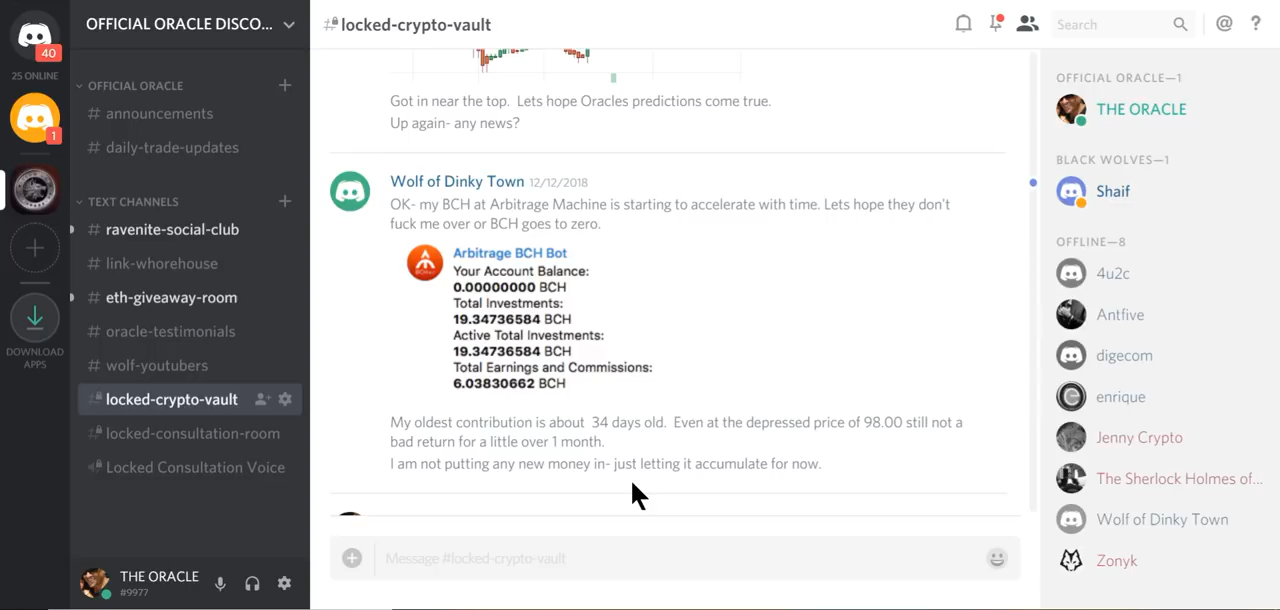 40
25 ONLINE
1
DOWNLOAD
APPS
OFFICIAL ORACLE DISCO...
OFFICIAL ORACLE
# announcements
# daily-trade-updates
TEXT CHANNELS
# ravenite-social-club
# link-whorehouse
# eth-giveaway-room
# oracle-testimonials
# wolf-youtubers
# locked-crypto-vault
# locked-consultation-room
Locked Consultation Voice
THE ORACLE
#9977
# locked-crypto-vault
Search
@
?
Got in near the top. Lets hope Oracles predictions come true.
Up again- any news?
Wolf of Dinky Town 12/12/2018
OK- my BCH at Arbitrage Machine is starting to accelerate with time. Lets hope they don't
fuck me over or BCH goes to zero.
Arbitrage BCH Bot
Your Account Balance:
0.00000000 BCH
Total Investments:
19.34736584 BCH
Active Total Investments:
19.34736584 BCH
Total Earnings and Commissions:
6.03830662 BCH
My oldest contribution is about 34 days old. Even at the depressed price of 98.00 still not a
bad return for a little over 1 month.
I am not putting any new money in- just letting it accumulate for now.
Message #locked-crypto-vault
OFFICIAL ORACLE—1
THE ORACLE
BLACK WOLVES—1
Shaif
OFFLINE—8
4u2c
Antfive
digecom
enrique
Jenny Crypto
The Sherlock Holmes of...
Wolf of Dinky Town
Zonyk